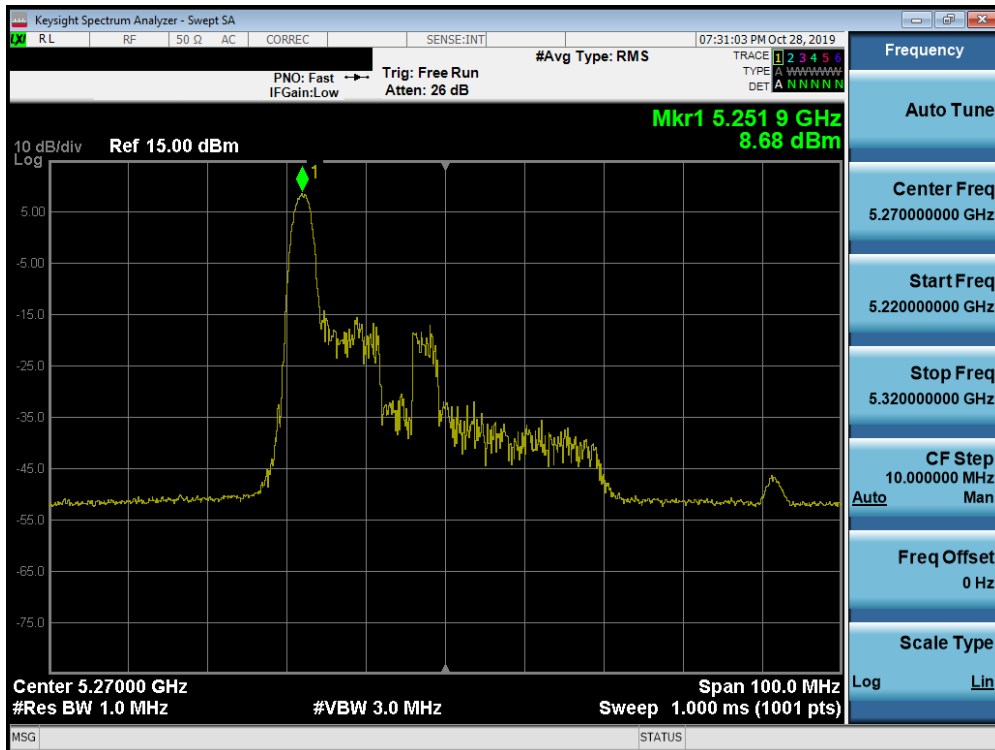 Keysight Spectrum Analyzer - Swept SA
LXI RL RF 50 Ω AC CORREC SENSE:INT 07:31:03 PM Oct 28, 2019
#Avg Type: RMS
TRACE 1 2 3 4 5 6
PNO: Fast Trig: Free Run
TYPE A WWWWW
IFGain:Low Atten: 26 dB
DET A N N N N N
Mkr1 5.251 9 GHz
8.68 dBm
10 dB/div Ref 15.00 dBm
Log
1
5.00
-5.00
-15.0
-25.0
-35.0
-45.0
-55.0
-65.0
-75.0
Center 5.27000 GHz Span 100.0 MHz
#Res BW 1.0 MHz #VBW 3.0 MHz Sweep 1.000 ms (1001 pts)
MSG STATUS
Frequency
Auto Tune
Center Freq
5.270000000 GHz
Start Freq
5.220000000 GHz
Stop Freq
5.320000000 GHz
CF Step
10.000000 MHz
Auto Man
Freq Offset
0 Hz
Scale Type
Log Lin